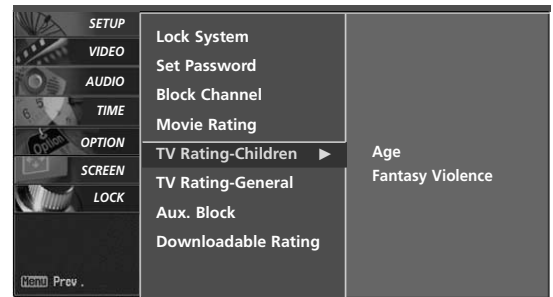 SETUP
VIDEO
AUDIO
TIME
OPTION
SCREEN
LOCK
Menu Prev.
Lock System
Set Password
Block Channel
Movie Rating
TV Rating-Children ▶
TV Rating-General
Aux. Block
Downloadable Rating
Age
Fantasy Violence